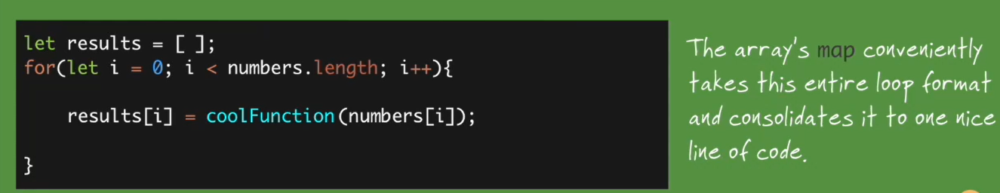 let results = [ ];
for(let i = 0; i < numbers.length; i++){
results[i] = coolFunction(numbers[i]);
}
The array's map conveniently
takes this entire loop format
and consolidates it to one nice
line of code.